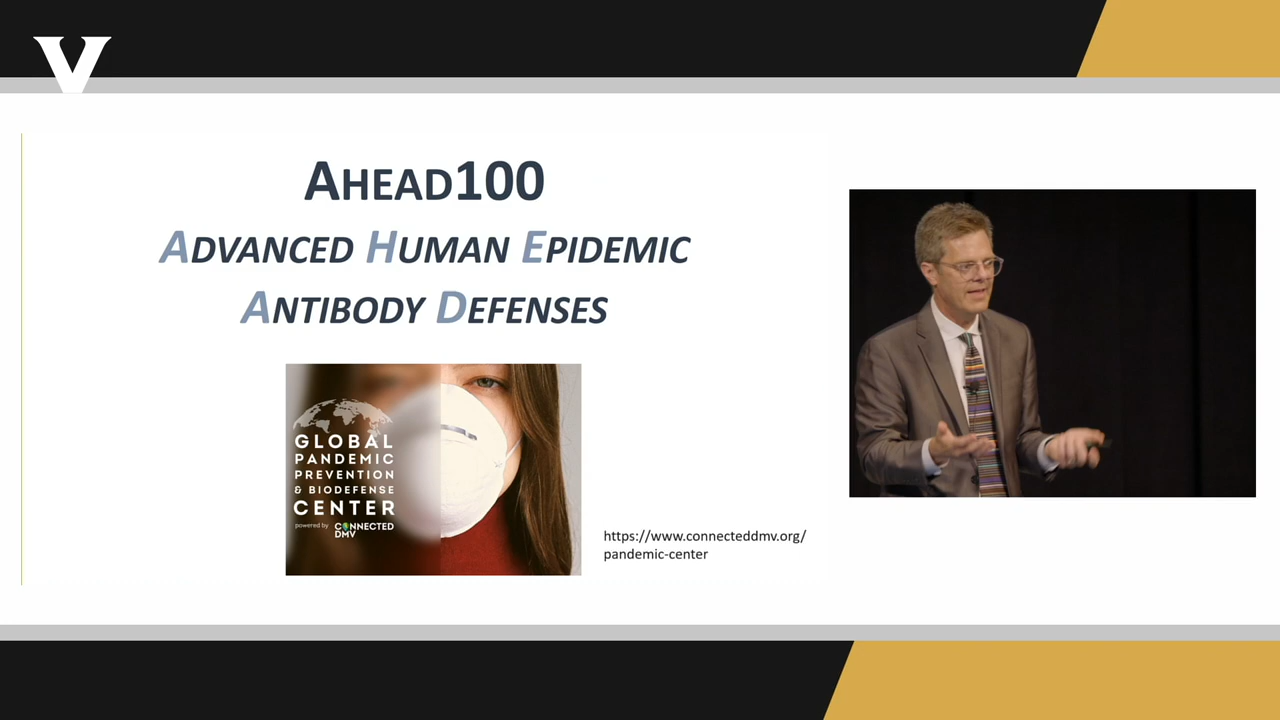 V
AHEAD100
ADVANCED HUMAN EPIDEMIC
ANTIBODY DEFENSES
GLOBAL
PANDEMIC
PREVENTION
& BIODEFENSE
CENTER
powered by CONNECTED
DMV
https://www.connecteddmv.org/
pandemic-center